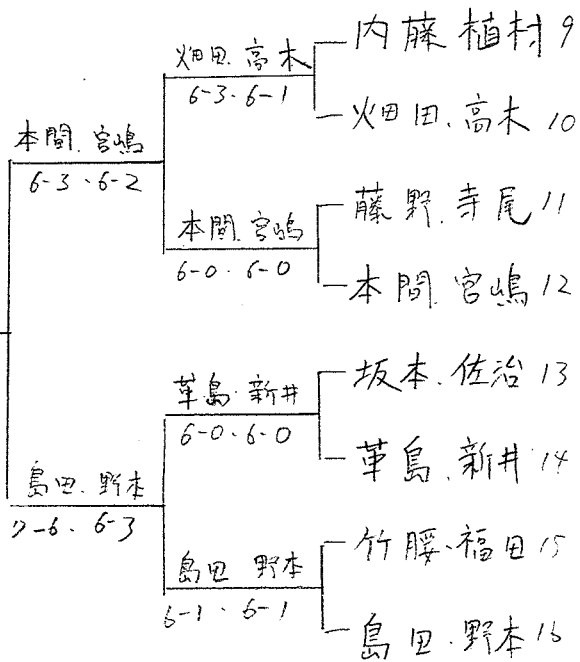 内藤 植村 9
畑田.高木
6-3.6-1
畑田.高木 10
本間.宮嶋
6-3.6-2
藤野.寺尾 11
本間.宮嶋
6-0.6-0
本間.宮嶋 12
坂本.佐治 13
革島.新井
6-0.6-0
革島.新井 14
島田.野本
7-6.6-3
竹腰.福田 15
島田 野本
6-1.6-1
島田.野本 16